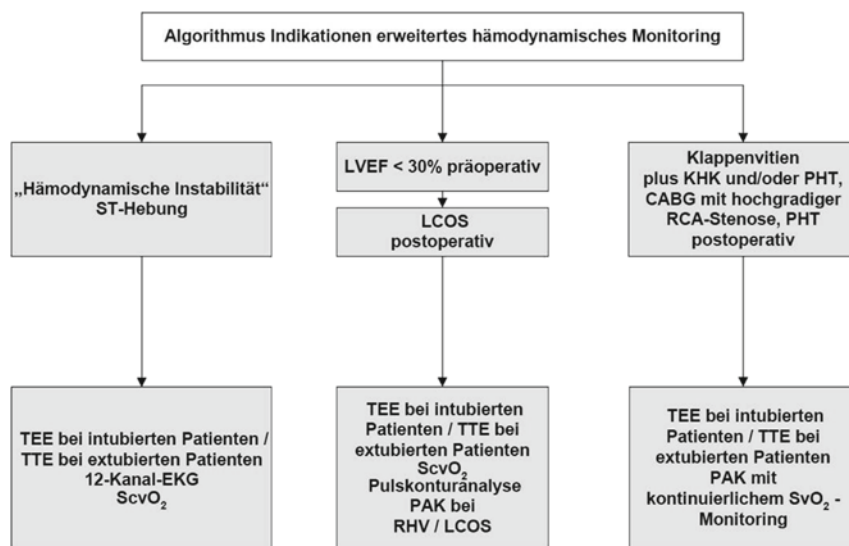 Algorithmus Indikationen erweitertes hämodynamisches Monitoring
„Hämodynamische Instabilität“
ST-Hebung
LVEF < 30% präoperativ
LCOS
postoperativ
Klappenvitien
plus KHK und/oder PHT,
CABG mit hochgradiger
RCA-Stenose, PHT
postoperativ
TEE bei intubierten Patienten /
TTE bei extubierten Patienten
12-Kanal-EKG
ScvO₂
TEE bei intubierten
Patienten / TTE bei
extubierten Patienten
ScvO₂
Pulskonturanalyse
PAK bei
RHV / LCOS
TEE bei intubierten
Patienten / TTE bei
extubierten Patienten
PAK mit
kontinuierlichem SvO₂ -
Monitoring